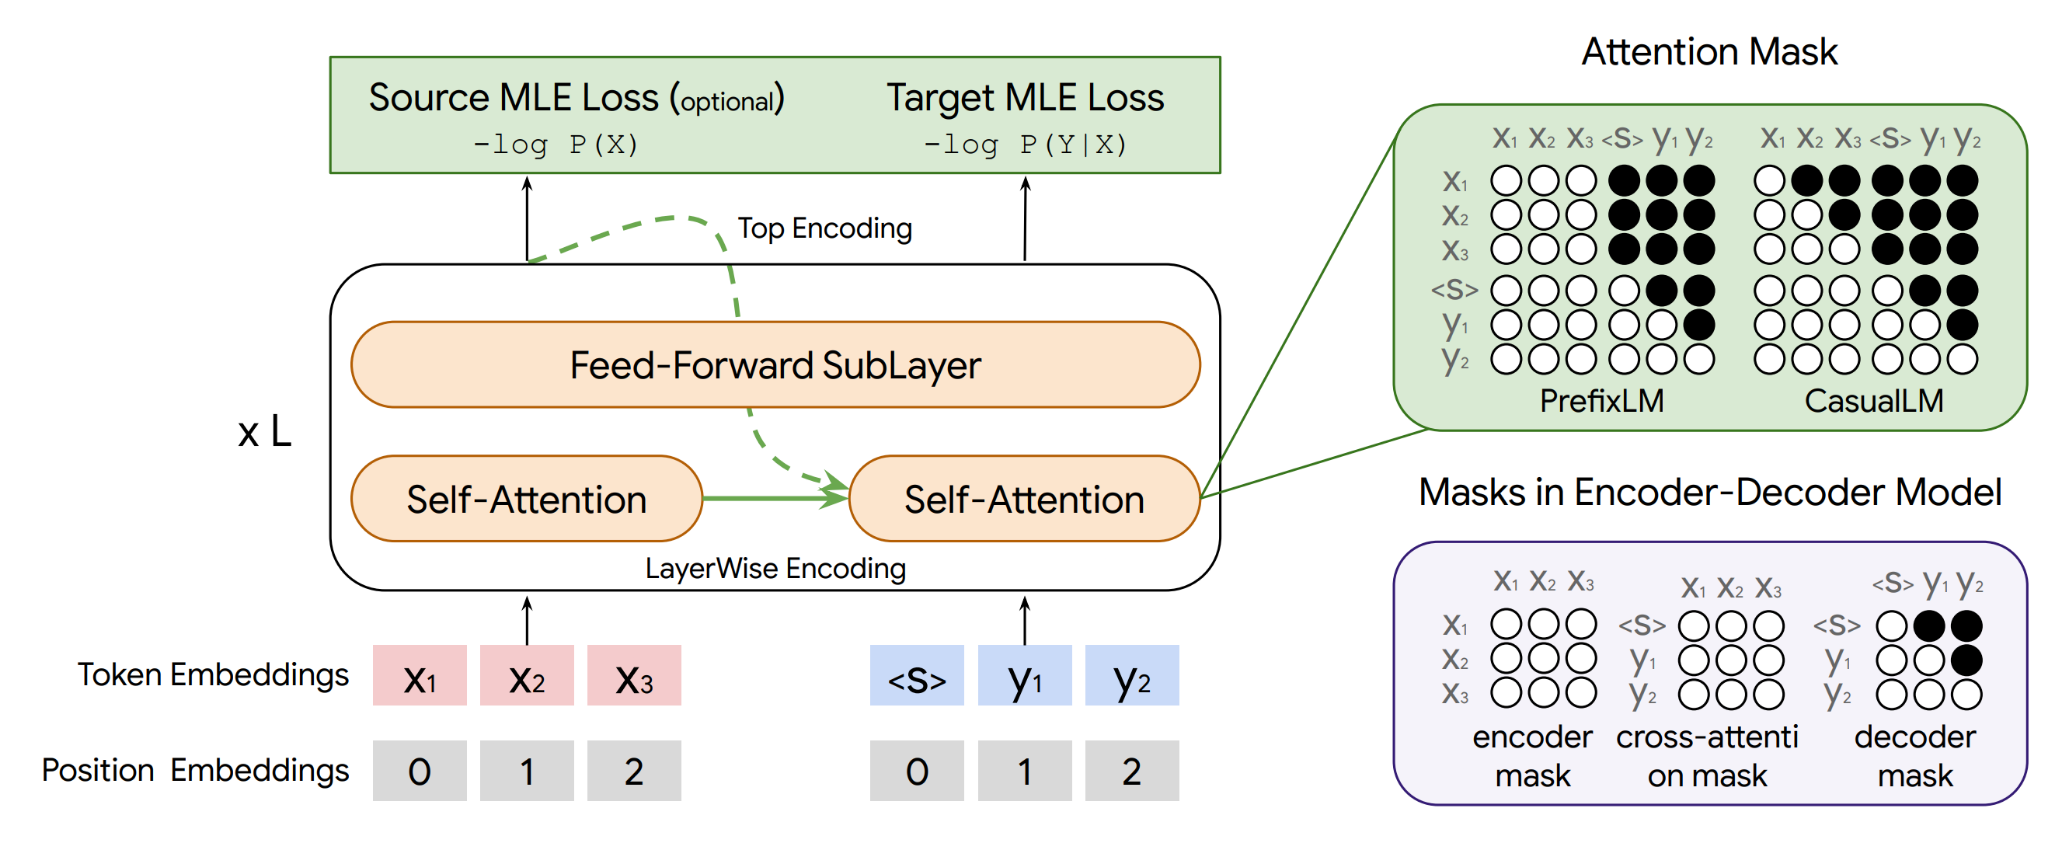 Attention Mask
Source MLE Loss (optional) Target MLE Loss
-log P(X) -log P(Y|X)
Top Encoding
Feed-Forward SubLayer
x L
Self-Attention Self-Attention
LayerWise Encoding
Token Embeddings x1 x2 x3 <s> y1 y2
Position Embeddings 0 1 2 0 1 2
x1 x2 x3 <s> y1 y2 x1 x2 x3 <s> y1 y2
x1
x2
x3
<s>
y1
y2
PrefixLM CasualLM
Masks in Encoder-Decoder Model
x1 x2 x3 x1 x2 x3 <s> y1 y2
x1 <s> <s>
x2 y1 y1
x3 y2 y2
encoder cross-attenti decoder
mask on mask mask